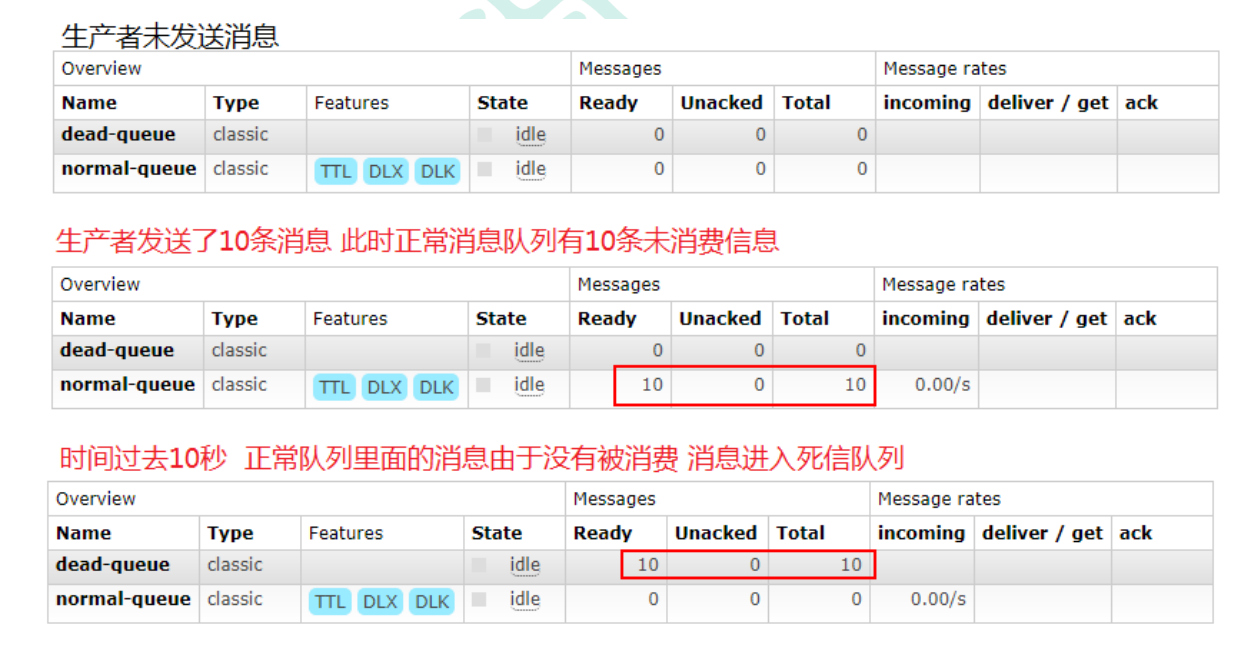 生产者未发送消息
Overview Messages Message rates
Name Type Features State Ready Unacked Total incoming deliver / get ack
dead-queue classic idle 0 0 0
normal-queue classic TTL DLX DLK idle 0 0 0
生产者发送了10条消息 此时正常消息队列有10条未消费信息
Overview Messages Message rates
Name Type Features State Ready Unacked Total incoming deliver / get ack
dead-queue classic idle 0 0 0
normal-queue classic TTL DLX DLK idle 10 0 10 0.00/s
时间过去10秒 正常队列里面的消息由于没有被消费 消息进入死信队列
Overview Messages Message rates
Name Type Features State Ready Unacked Total incoming deliver / get ack
dead-queue classic idle 10 0 10
normal-queue classic TTL DLX DLK idle 0 0 0 0.00/s